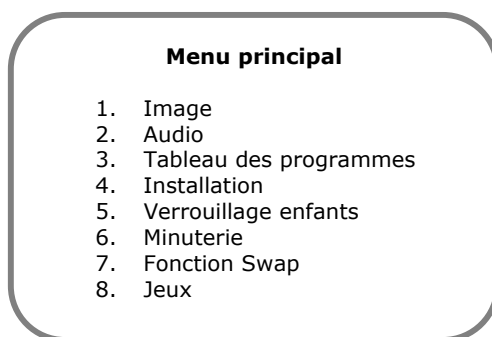 Menu principal
1. Image
2. Audio
3. Tableau des programmes
4. Installation
5. Verrouillage enfants
6. Minuterie
7. Fonction Swap
8. Jeux